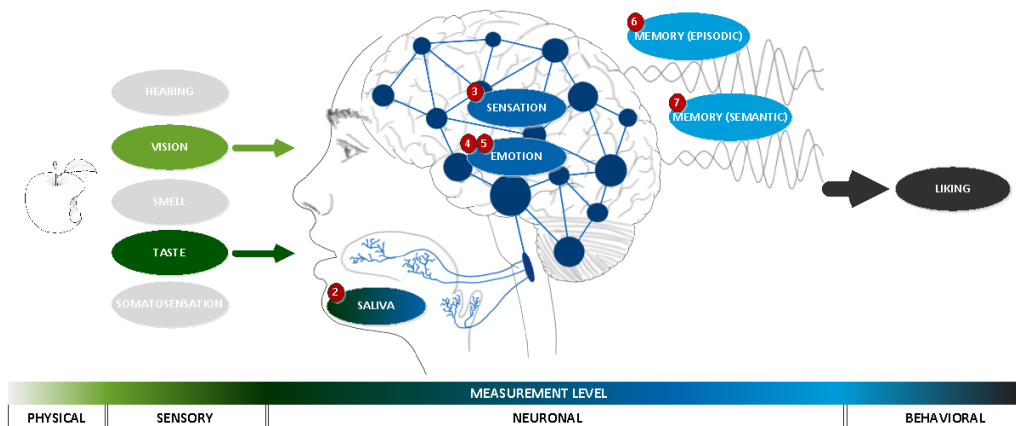 6
MEMORY (EPISODIC)
HEARING
3
SENSATION
7
MEMORY (SEMANTIC)
VISION
4 5
EMOTION
SMELL
LIKING
TASTE
2
SALIVA
SOMATOSENSATION
MEASUREMENT LEVEL
PHYSICAL
SENSORY
NEURONAL
BEHAVIORAL